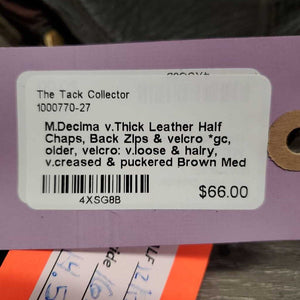 The Tack Collector
1000770-27
M.Decima v.Thick Leather Half
Chaps, Back Zips & velcro *gc,
older, velcro: v.loose & hairy,
v.creased & puckered Brown Med
4XSG8B
$66.00